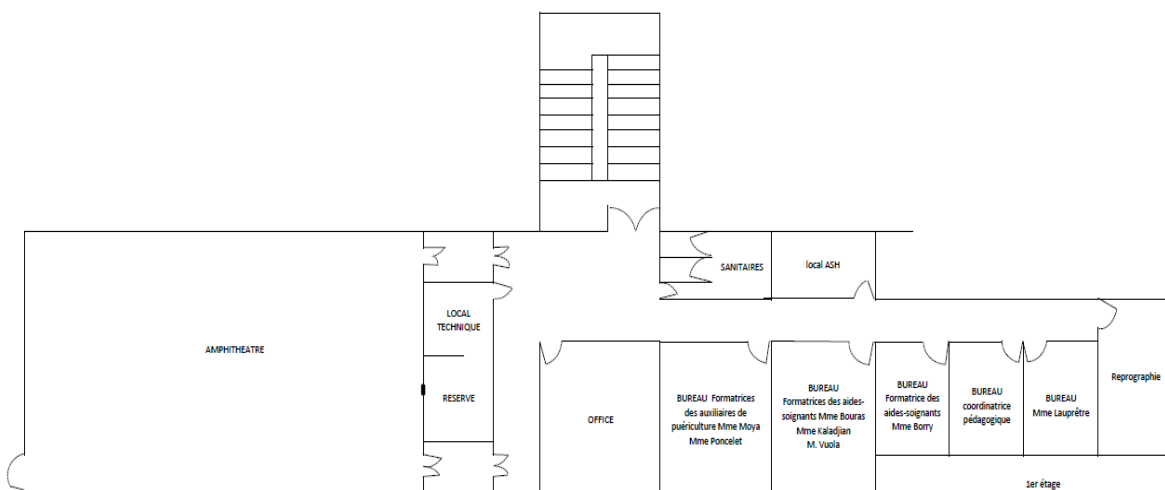 SANITAIRES
local ASH
LOCAL
TECHNIQUE
AMPHITHEATRE
RESERVE
OFFICE
BUREAU Formatrices
des auxiliaires de
puériculture Mme Moya
Mme Poncelet
BUREAU
Formatrices des aides-
soignants Mme Bouras
Mme Kaladjian
M. Vuola
BUREAU
Formatrice des
aides-soignants
Mme Borry
BUREAU
coordinatrice
pédagogique
BUREAU
Mme Lauprêtre
Reprographie
1er étage